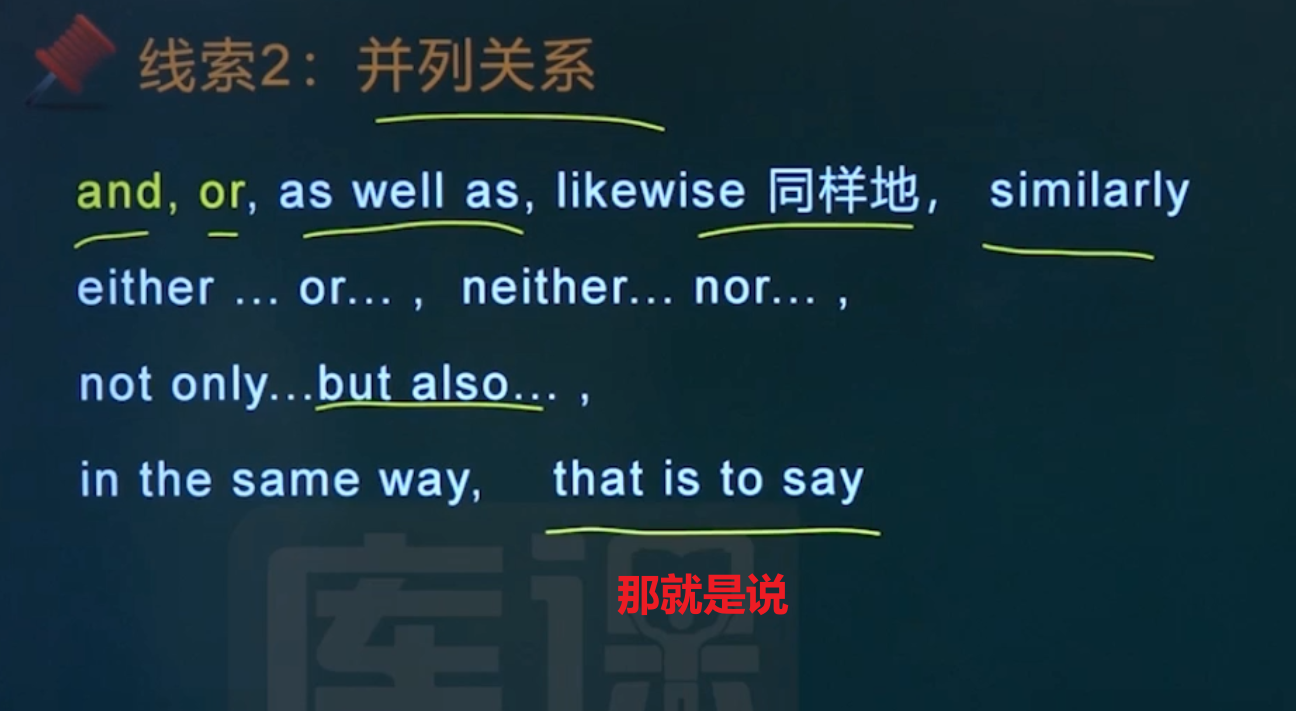 线索2：并列关系
and, or, as well as, likewise 同样地， similarly
either ... or... , neither... nor... ,
not only...but also... ,
in the same way, that is to say
那就是说
库课